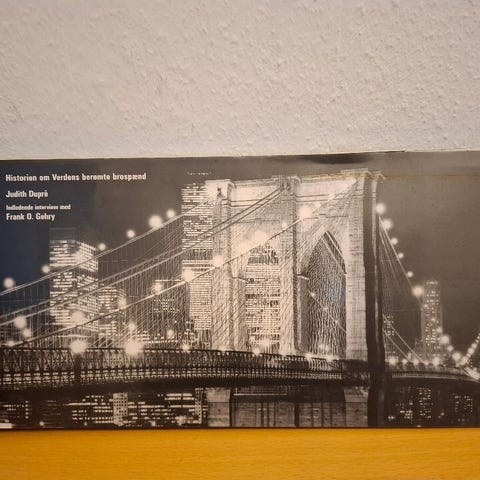 Historien om Verdens berømte brospænd
Judith Dupré
Indledende interview med
Frank O. Gehry